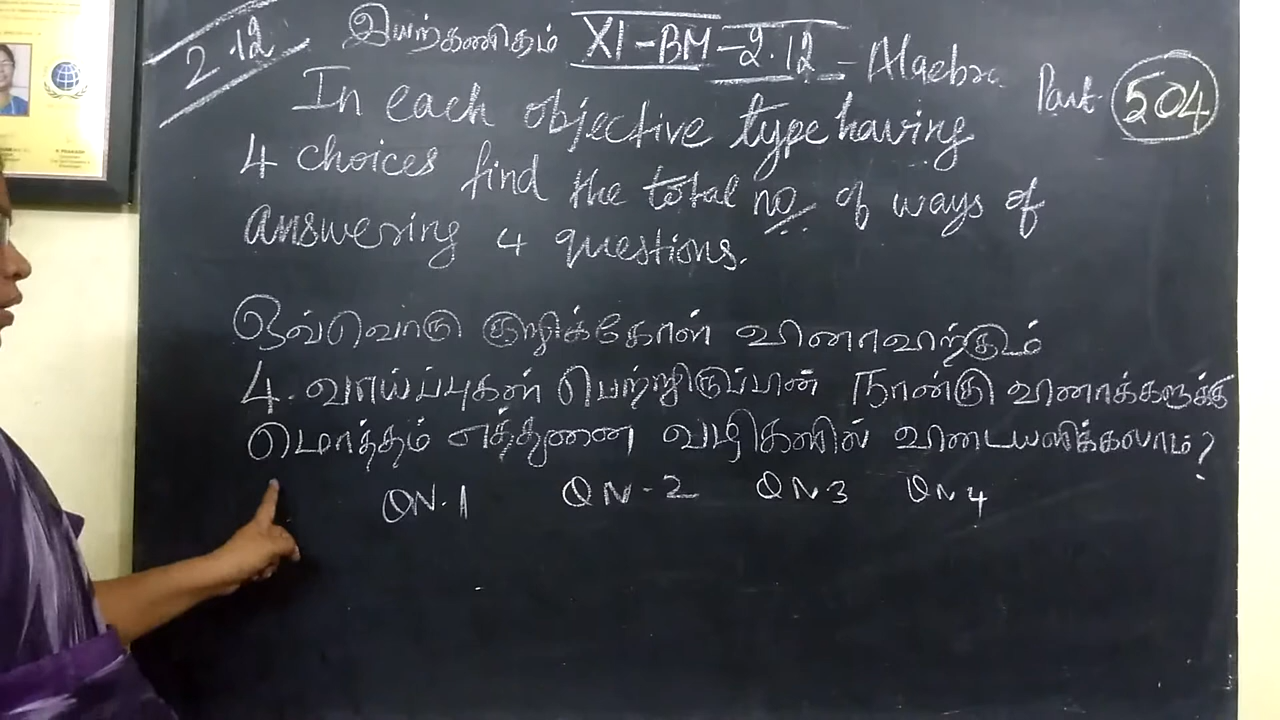 2.12
இயற்கணிதம் XI-BM-2.12 - Algebra Part 504
In each objective type having
4 choices find the total no. of ways of
answering 4 questions.
ஒவ்வொரு குறிக்கோள் வினாவிற்கும்
4. வாய்ப்புகள் பெற்றிருப்பின் நான்கு வினாக்களுக்கு
மொத்தம் எத்துணை வழிகளில் விடையளிக்கலாம்?
QN.1 QN-2 QN3 QN4